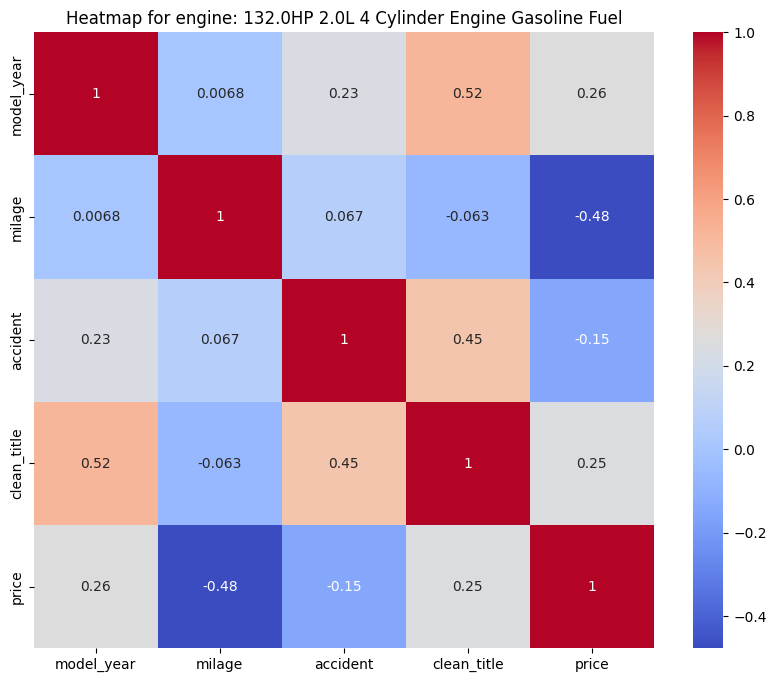 Heatmap for engine: 132.0HP 2.0L 4 Cylinder Engine Gasoline Fuel
model_year 1 0.0068 0.23 0.52 0.26
milage 0.0068 1 0.067 -0.063 -0.48
accident 0.23 0.067 1 0.45 -0.15
clean_title 0.52 -0.063 0.45 1 0.25
price 0.26 -0.48 -0.15 0.25 1
model_year milage accident clean_title price
1.0
0.8
0.6
0.4
0.2
0.0
-0.2
-0.4